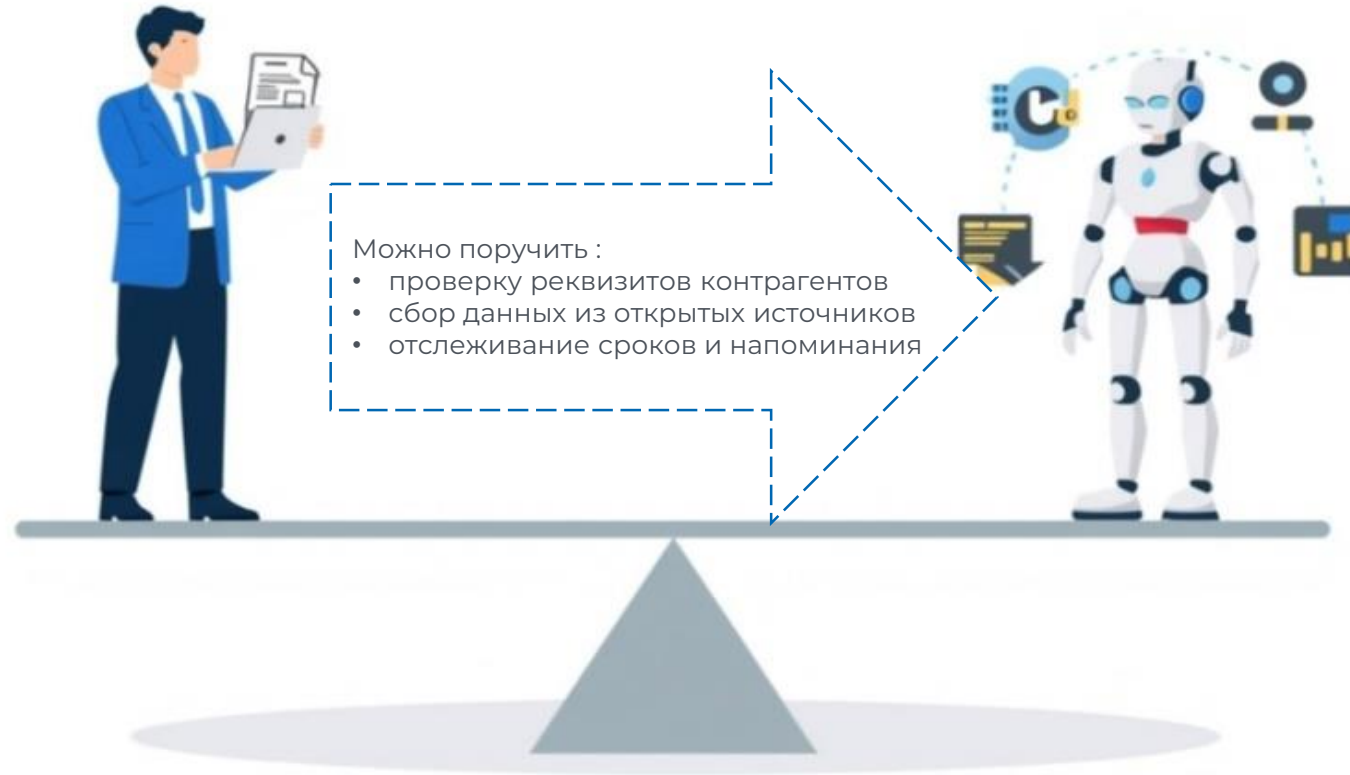 Можно поручить :
• проверку реквизитов контрагентов
• сбор данных из открытых источников
• отслеживание сроков и напоминания